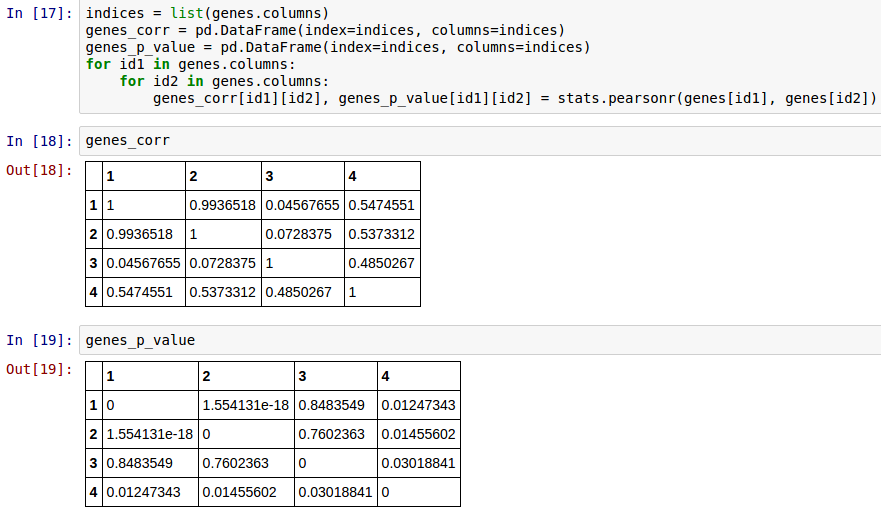 In [17]: indices = list(genes.columns)
genes_corr = pd.DataFrame(index=indices, columns=indices)
genes_p_value = pd.DataFrame(index=indices, columns=indices)
for id1 in genes.columns:
    for id2 in genes.columns:
        genes_corr[id1][id2], genes_p_value[id1][id2] = stats.pearsonr(genes[id1], genes[id2])
In [18]: genes_corr
Out[18]:
1 2 3 4
1 1 0.9936518 0.04567655 0.5474551
2 0.9936518 1 0.0728375 0.5373312
3 0.04567655 0.0728375 1 0.4850267
4 0.5474551 0.5373312 0.4850267 1
In [19]: genes_p_value
Out[19]:
1 2 3 4
1 0 1.554131e-18 0.8483549 0.01247343
2 1.554131e-18 0 0.7602363 0.01455602
3 0.8483549 0.7602363 0 0.03018841
4 0.01247343 0.01455602 0.03018841 0